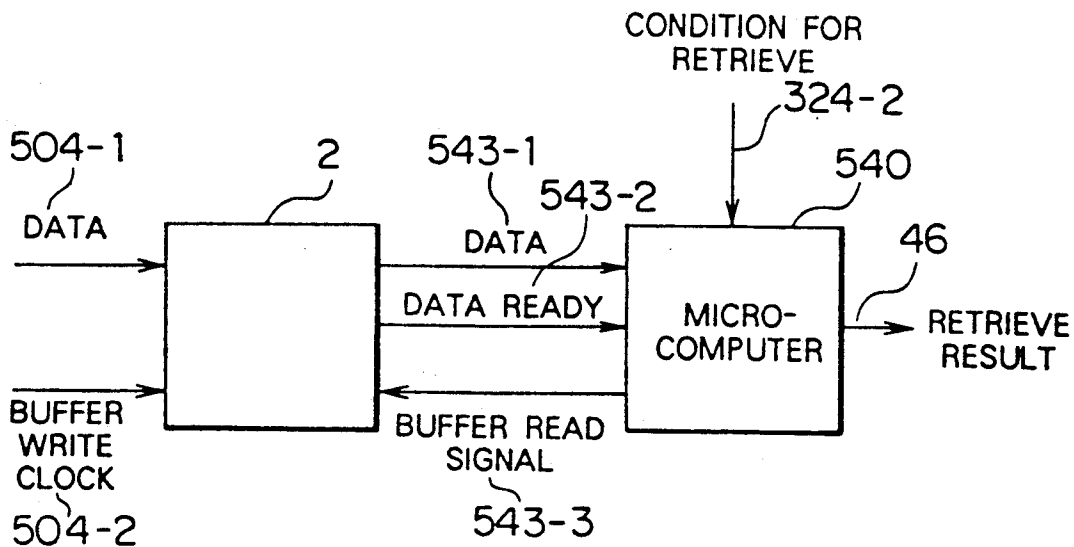 CONDITION FOR
RETRIEVE
324-2
504-1
DATA
2
543-1
543-2
DATA
DATA READY
540
MICRO-
COMPUTER
46
RETRIEVE
RESULT
BUFFER
WRITE
CLOCK
504-2
BUFFER READ
SIGNAL
543-3